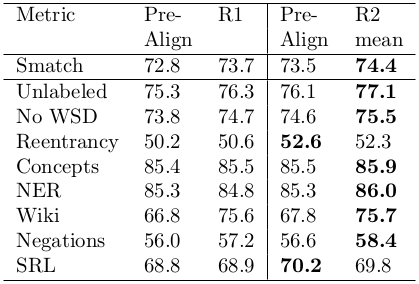 Metric Pre- R1 Pre- R2
Align Align mean
Smatch 72.8 73.7 73.5 74.4
Unlabeled 75.3 76.3 76.1 77.1
No WSD 73.8 74.7 74.6 75.5
Reentrancy 50.2 50.6 52.6 52.3
Concepts 85.4 85.5 85.5 85.9
NER 85.3 84.8 85.3 86.0
Wiki 66.8 75.6 67.8 75.7
Negations 56.0 57.2 56.6 58.4
SRL 68.8 68.9 70.2 69.8